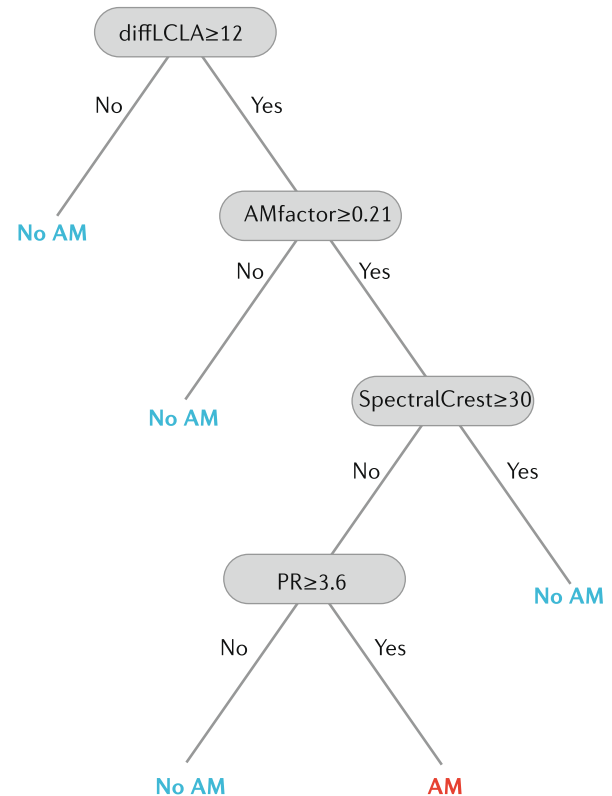 diffLCLA≥12
No
Yes
No AM
AMfactor≥0.21
No
Yes
No AM
SpectralCrest≥30
No
Yes
PR≥3.6
No AM
No
Yes
No AM
AM